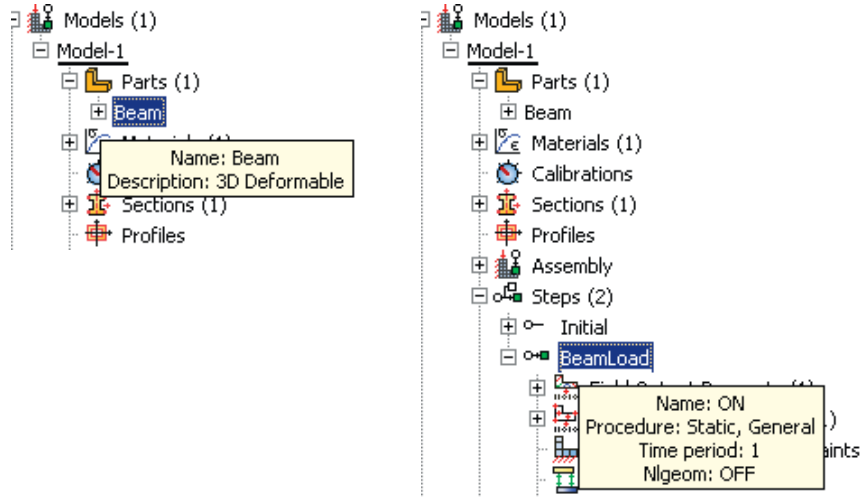 Models (1)
Model-1
Parts (1)
Beam
Name: Beam
Description: 3D Deformable
Sections (1)
Profiles
Models (1)
Model-1
Parts (1)
Beam
Materials (1)
Calibrations
Sections (1)
Profiles
Assembly
Steps (2)
Initial
BeamLoad
Name: ON
Procedure: Static, General
Time period: 1
Nlgeom: OFF
)
aints